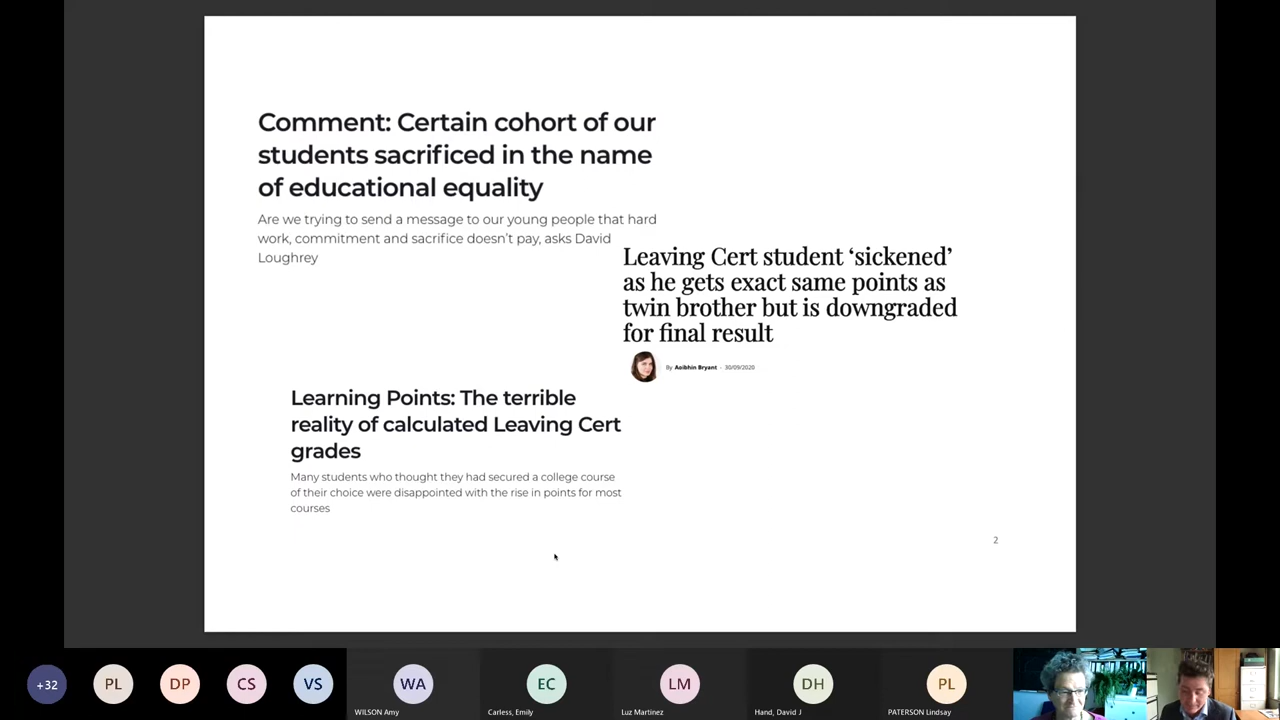 Comment: Certain cohort of our
students sacrificed in the name
of educational equality
Are we trying to send a message to our young people that hard
work, commitment and sacrifice doesn't pay, asks David
Loughrey
Leaving Cert student ‘sickened’
as he gets exact same points as
twin brother but is downgraded
for final result
By Aoibhin Bryant - 30/09/2020
Learning Points: The terrible
reality of calculated Leaving Cert
grades
Many students who thought they had secured a college course
of their choice were disappointed with the rise in points for most
courses
2
+32
PL
DP
CS
VS
WA
WILSON Amy
EC
Carless, Emily
LM
Luz Martinez
DH
Hand, David J
PL
PATERSON Lindsay